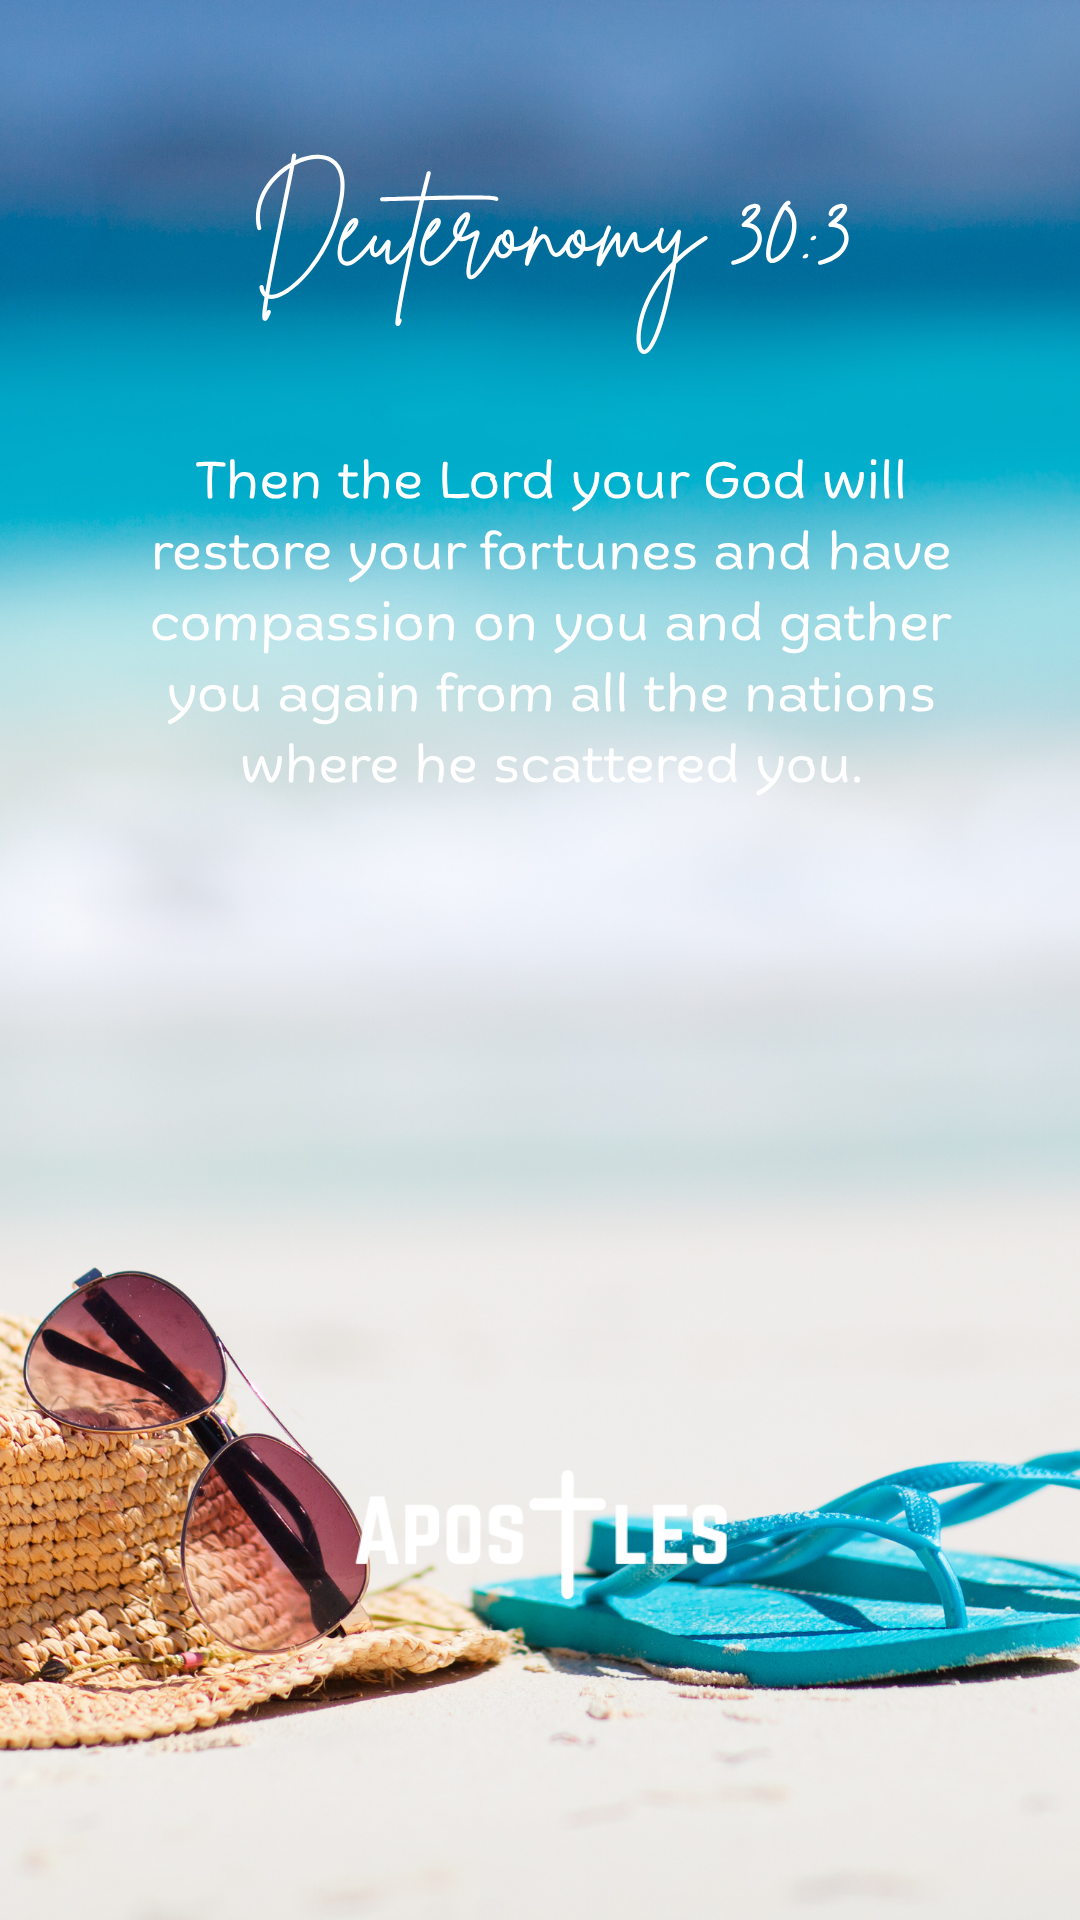 Deuteronomy 30:3
Then the Lord your God will
restore your fortunes and have
compassion on you and gather
you again from all the nations
where he scattered you.
APOSTLES